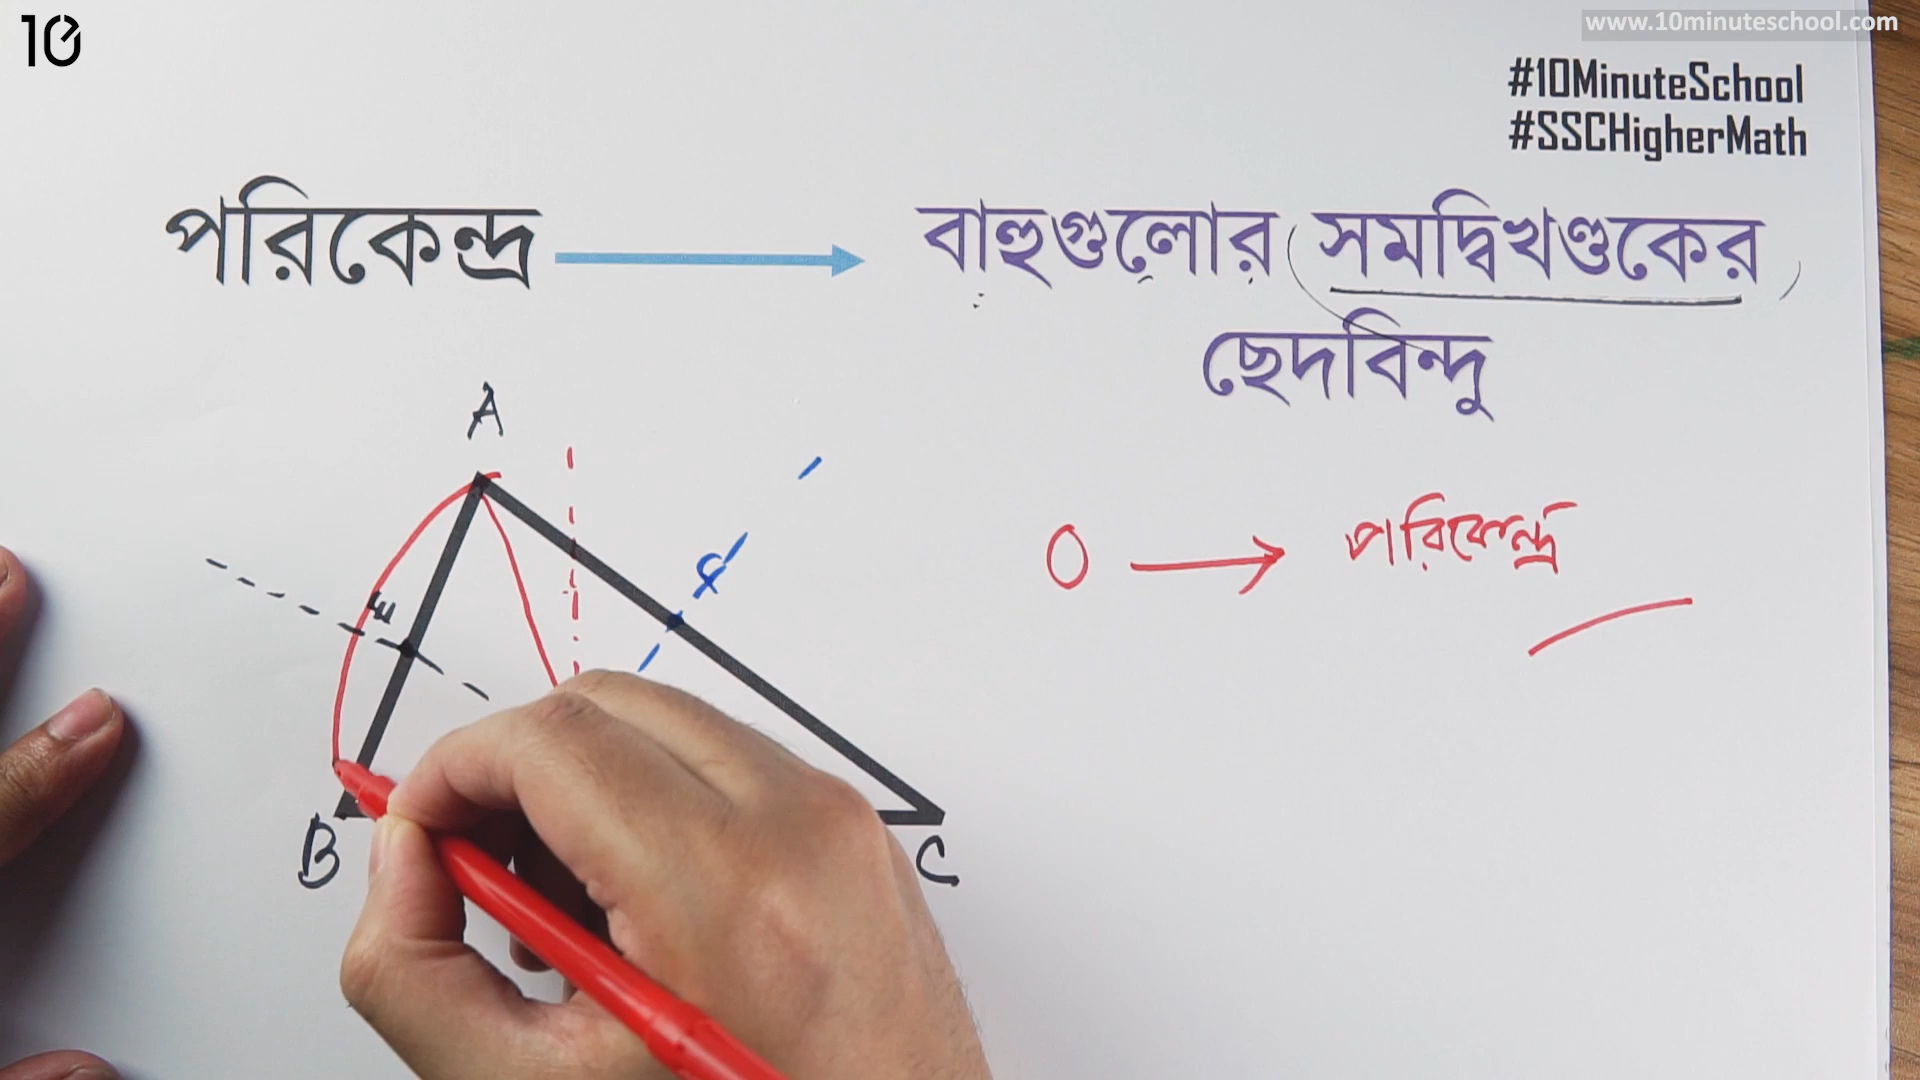 10
www.10minuteschool.com
#10MinuteSchool
#SSCHigherMath
পরিকেন্দ্র
বাহুগুলোর সমদ্বিখণ্ডকের
ছেদবিন্দু
A
F
E
O → পরিকেন্দ্র
B
C